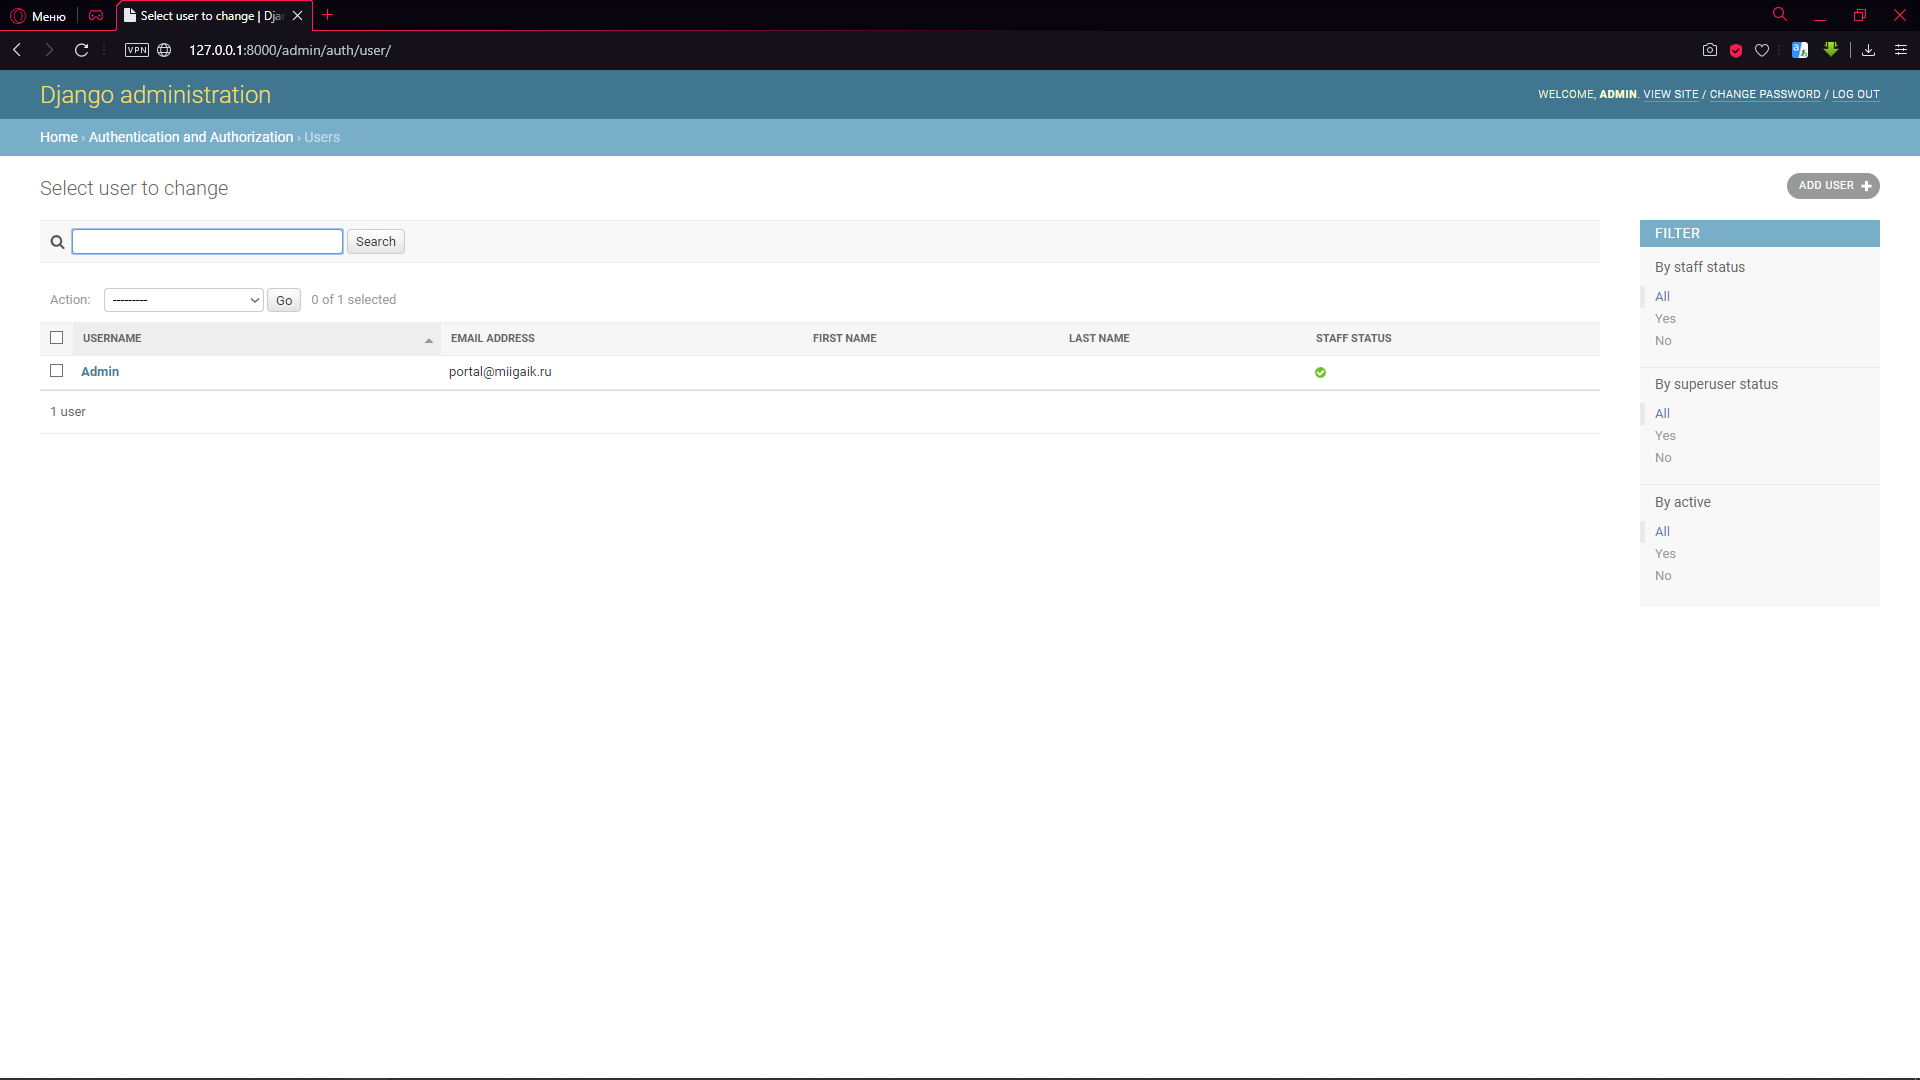 Меню
Select user to change | Dja
VPN
127.0.0.1:8000/admin/auth/user/
Django administration
WELCOME, ADMIN. VIEW SITE / CHANGE PASSWORD / LOG OUT
Home › Authentication and Authorization › Users
Select user to change
ADD USER
Search
Action: --------- Go 0 of 1 selected
USERNAME EMAIL ADDRESS FIRST NAME LAST NAME STAFF STATUS
Admin portal@miigaik.ru
1 user
FILTER
By staff status
All
Yes
No
By superuser status
All
Yes
No
By active
All
Yes
No